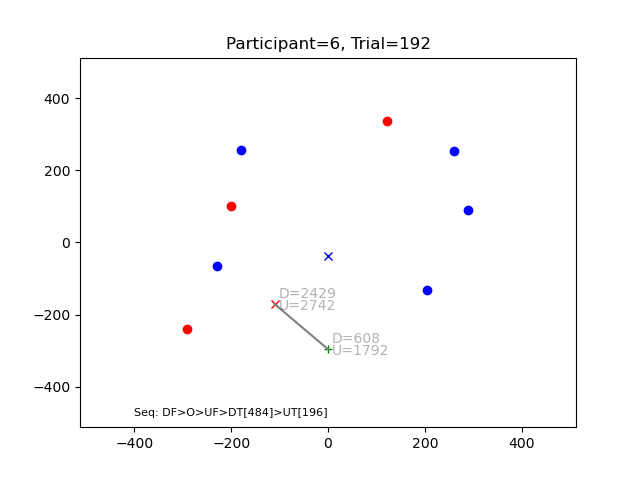 Participant=6, Trial=192
400
200
0
−200
−400
D=2429
U=2742
D=608
U=1792
Seq: DF>O>UF>DT[484]>UT[196]
−400
−200
0
200
400